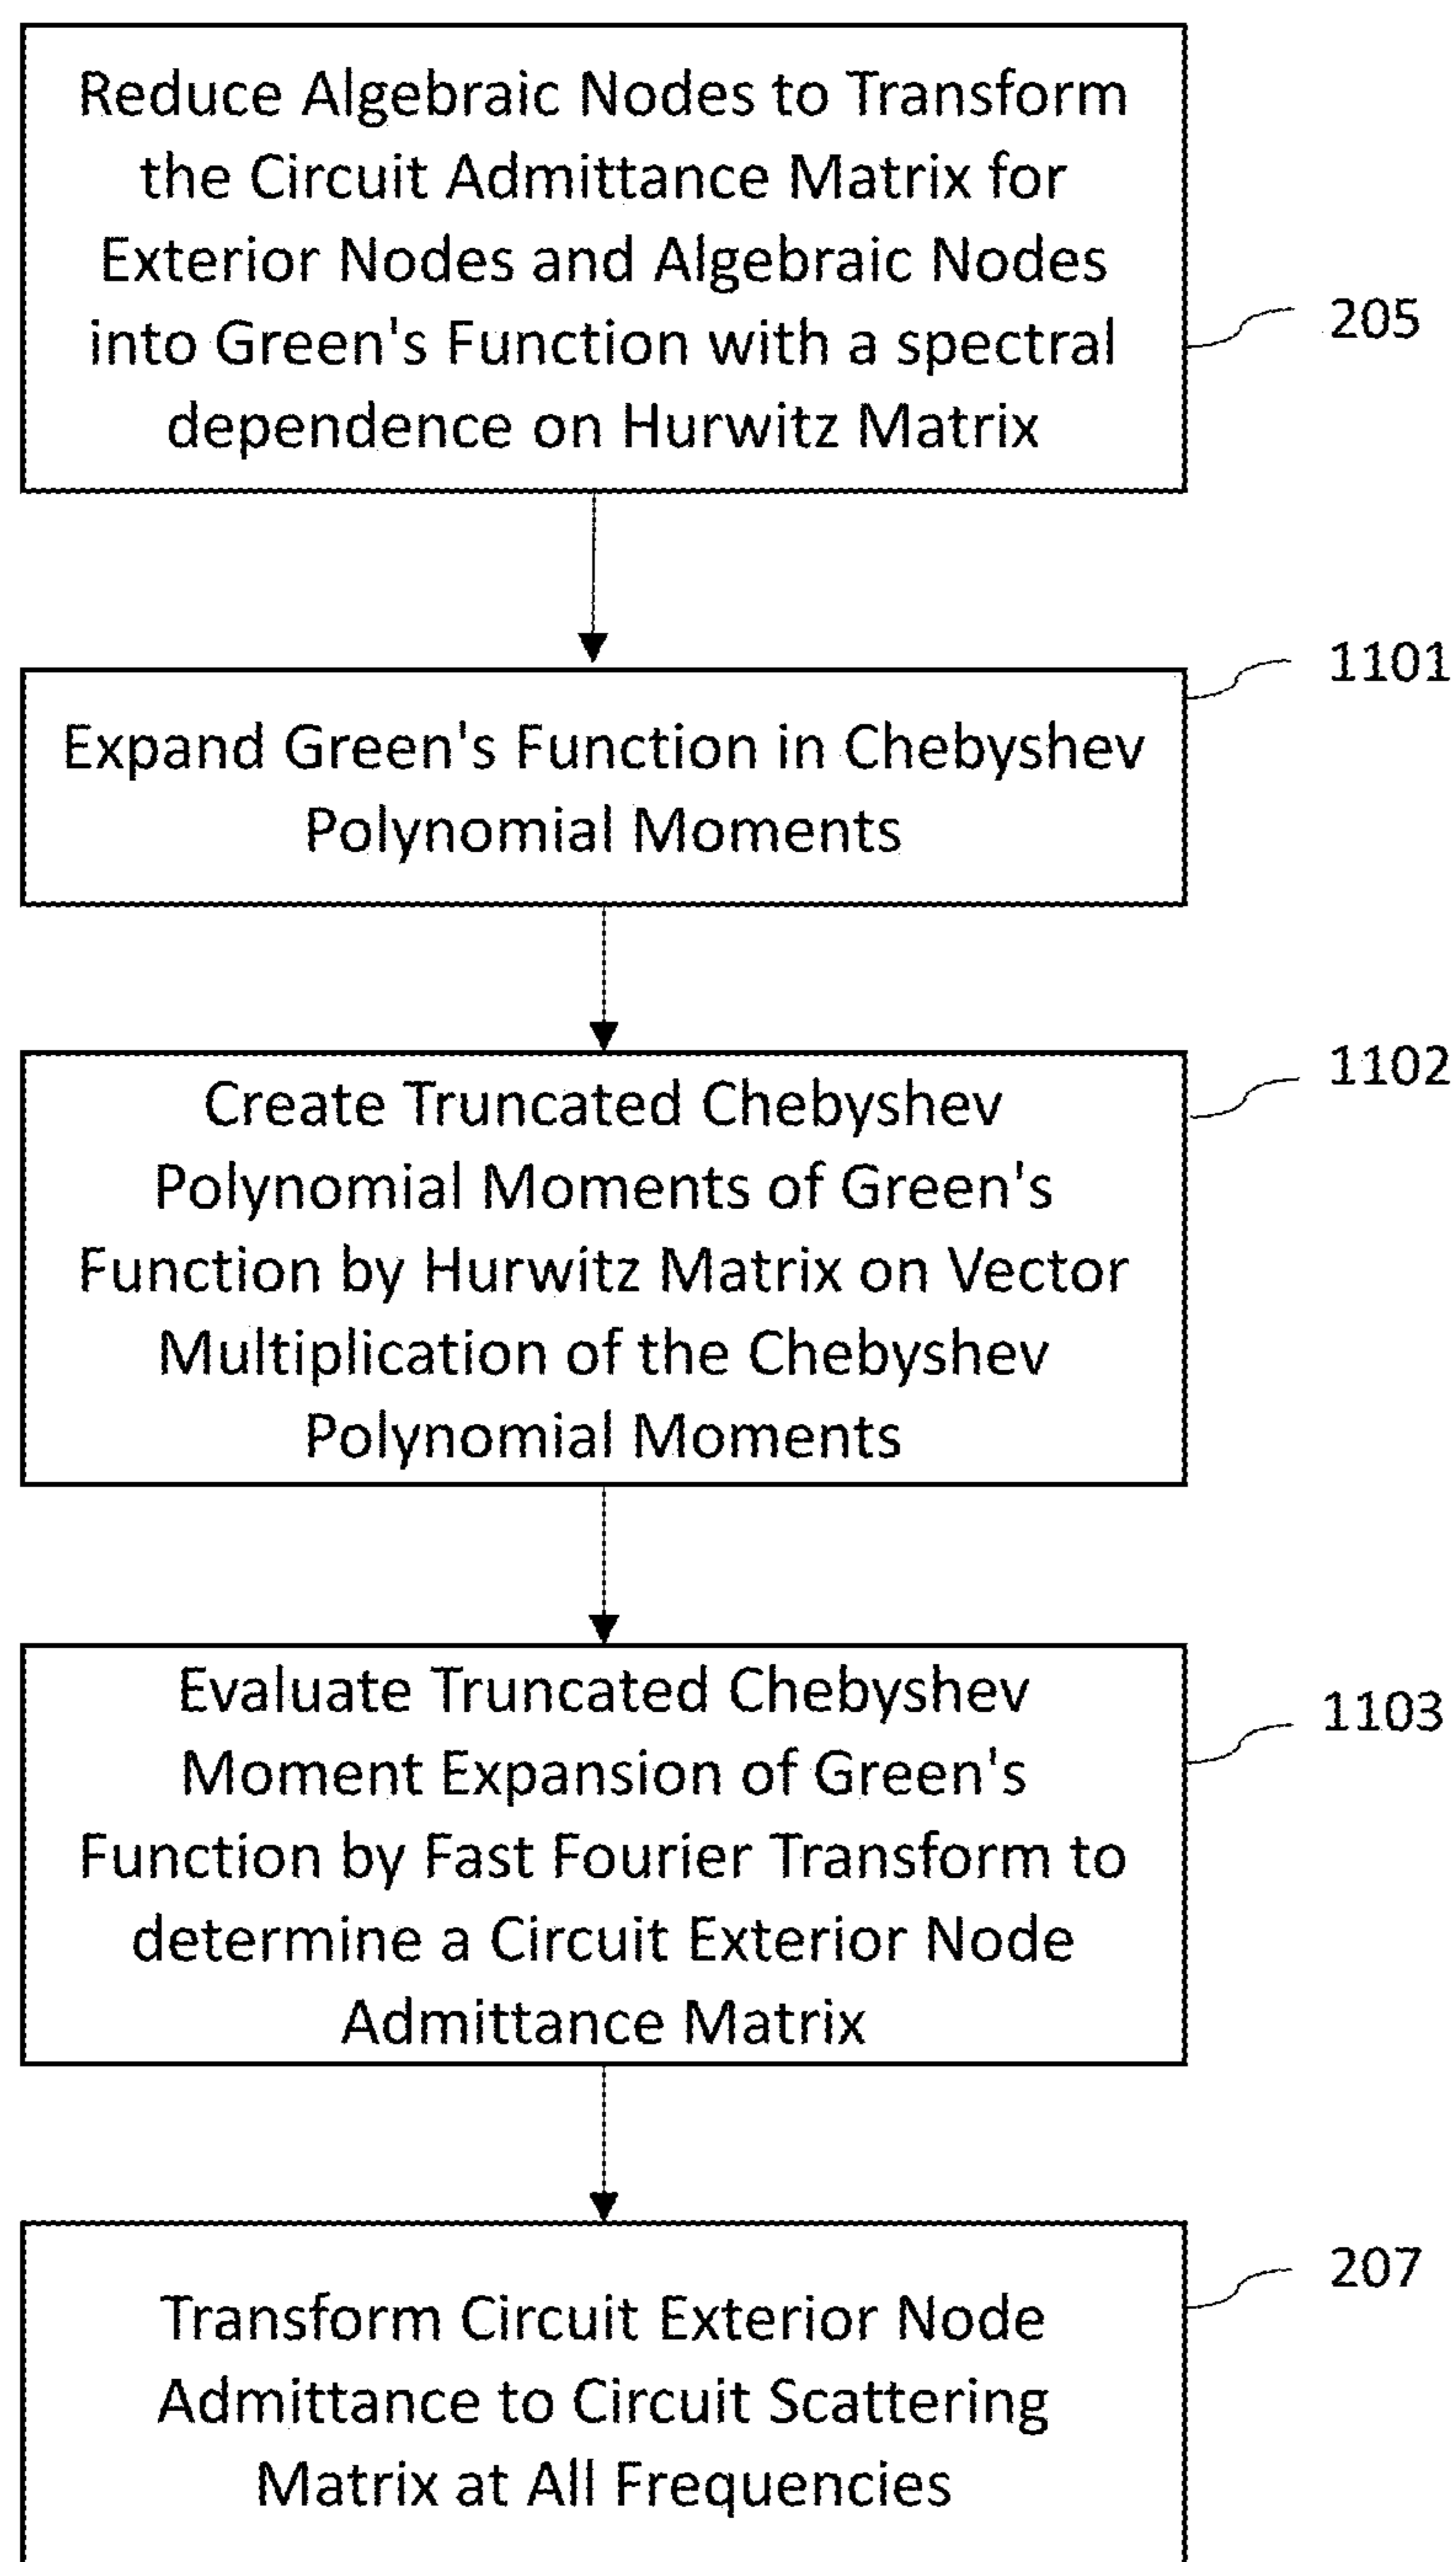 Reduce Algebraic Nodes to Transform
the Circuit Admittance Matrix for
Exterior Nodes and Algebraic Nodes
into Green's Function with a spectral
dependence on Hurwitz Matrix
205
Expand Green's Function in Chebyshev
Polynomial Moments
1101
Create Truncated Chebyshev
Polynomial Moments of Green's
Function by Hurwitz Matrix on Vector
Multiplication of the Chebyshev
Polynomial Moments
1102
Evaluate Truncated Chebyshev
Moment Expansion of Green's
Function by Fast Fourier Transform to
determine a Circuit Exterior Node
Admittance Matrix
1103
Transform Circuit Exterior Node
Admittance to Circuit Scattering
Matrix at All Frequencies
207